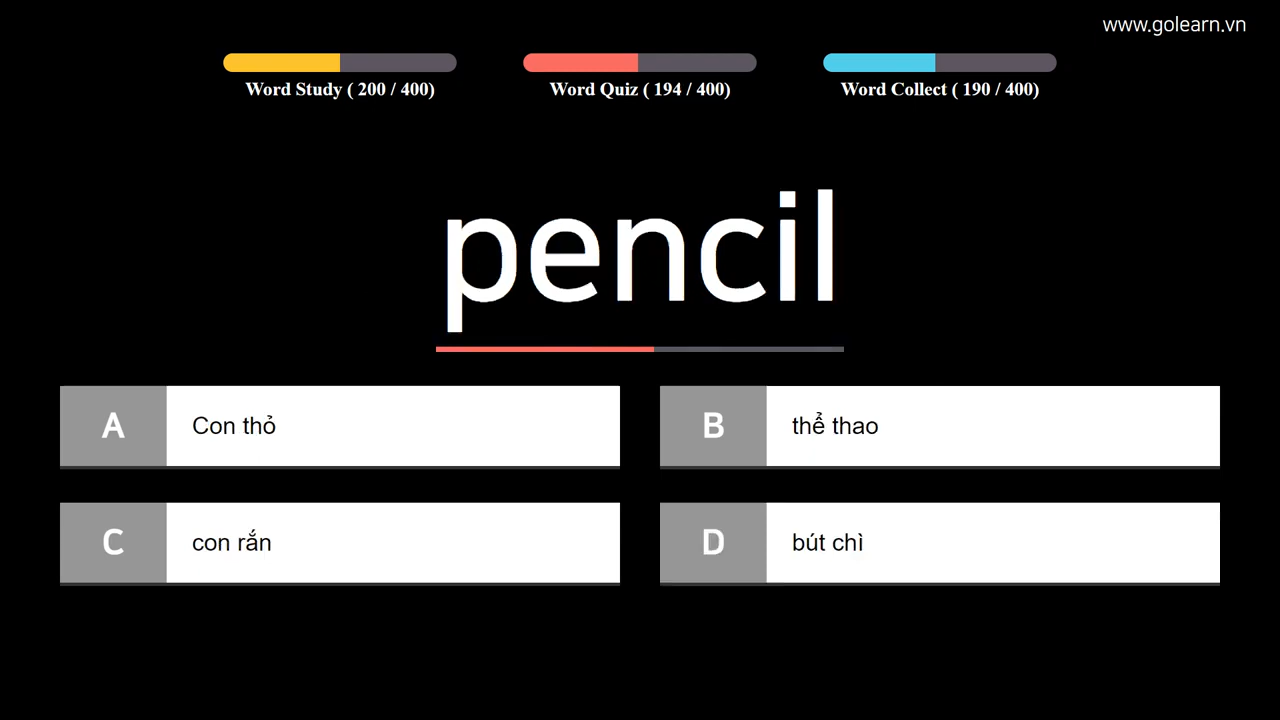 www.golearn.vn
Word Study ( 200 / 400)
Word Quiz ( 194 / 400)
Word Collect ( 190 / 400)
pencil
A Con thỏ
B thể thao
C con rắn
D bút chì